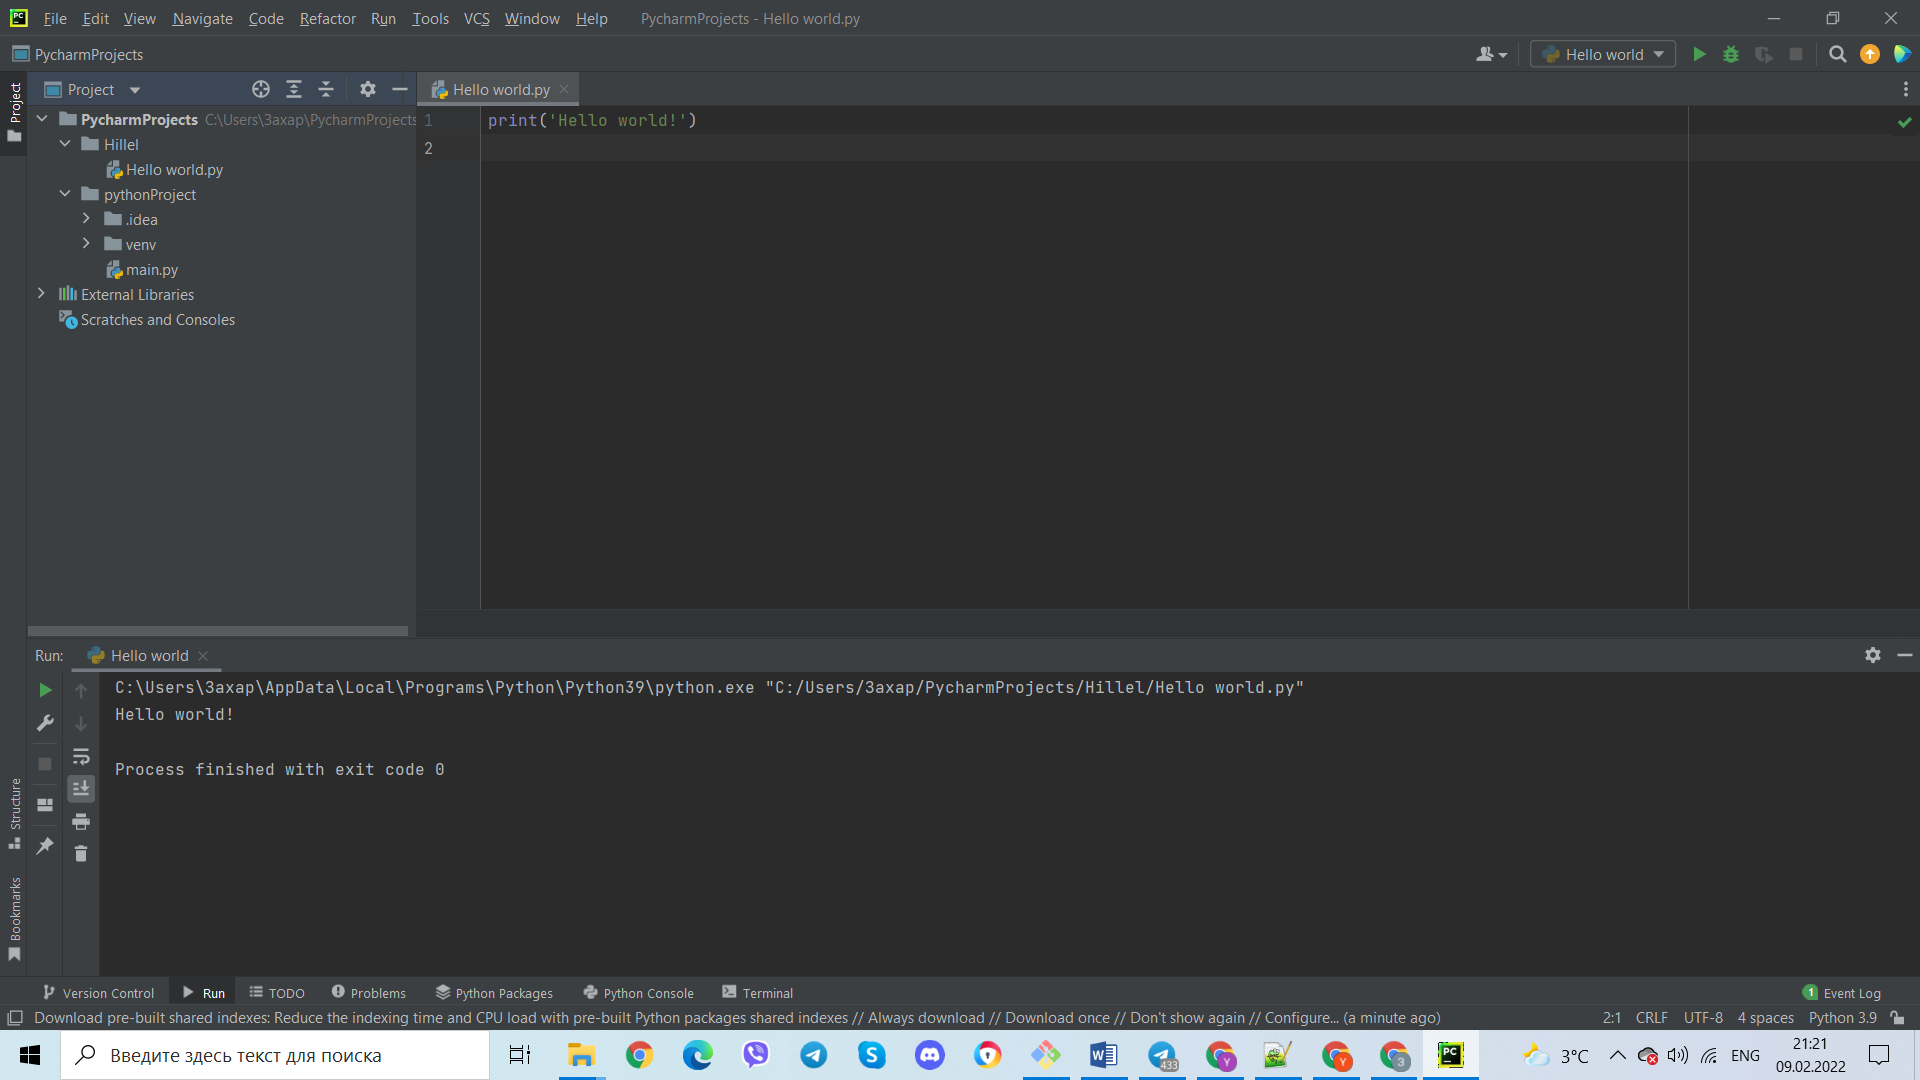 File Edit View Navigate Code Refactor Run Tools VCS Window Help PycharmProjects - Hello world.py
PycharmProjects Hello world
Project Hello world.py
Project
PycharmProjects C:\Users\3axap\PycharmProjects
Hillel
Hello world.py
pythonProject
.idea
venv
main.py
External Libraries
Scratches and Consoles
1 print('Hello world!')
2
Run: Hello world
C:\Users\3axap\AppData\Local\Programs\Python\Python39\python.exe "C:/Users/3axap/PycharmProjects/Hillel/Hello world.py"
Hello world!
Process finished with exit code 0
Structure
Bookmarks
Version Control Run TODO Problems Python Packages Python Console Terminal 1 Event Log
Download pre-built shared indexes: Reduce the indexing time and CPU load with pre-built Python packages shared indexes // Always download // Download once // Don't show again // Configure... (a minute ago) 2:1 CRLF UTF-8 4 spaces Python 3.9
Введите здесь текст для поиска 433 Y Y 3 PC 3°C ENG 21:21
09.02.2022